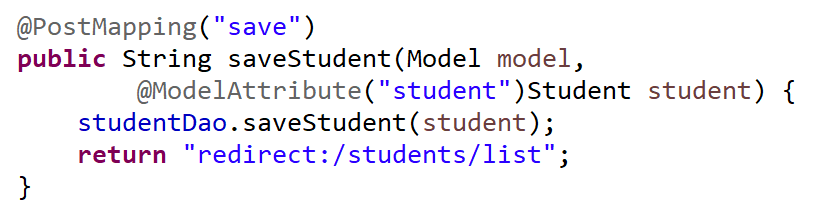 @PostMapping("save")
public String saveStudent(Model model,
        @ModelAttribute("student")Student student) {
    studentDao.saveStudent(student);
    return "redirect:/students/list";
}